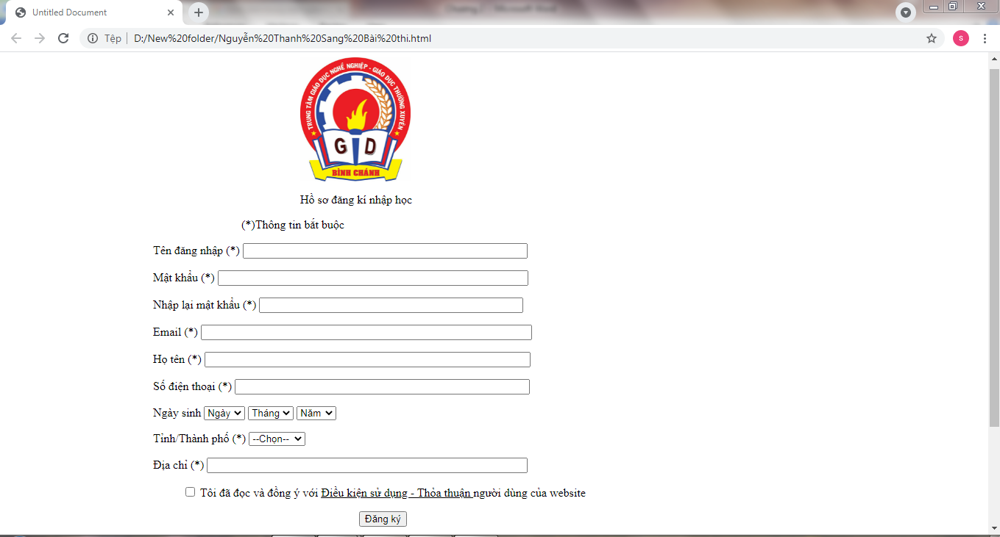 Untitled Document
Tệp
D:/New%20folder/Nguyễn%20Thanh%20Sang%20Bài%20thi.html
S
TRUNG TÂM GIÁO DỤC NGHỀ NGHIỆP - GIÁO DỤC THƯỜNG XUYÊN
G D
BÌNH CHÁNH
Hồ sơ đăng kí nhập học
(*)Thông tin bắt buộc
Tên đăng nhập (*)
Mật khẩu (*)
Nhập lại mật khẩu (*)
Email (*)
Họ tên (*)
Số điện thoại (*)
Ngày sinh Ngày Tháng Năm
Tỉnh/Thành phố (*) --Chọn--
Địa chỉ (*)
Tôi đã đọc và đồng ý với Điều kiện sử dụng - Thỏa thuận người dùng của website
Đăng ký